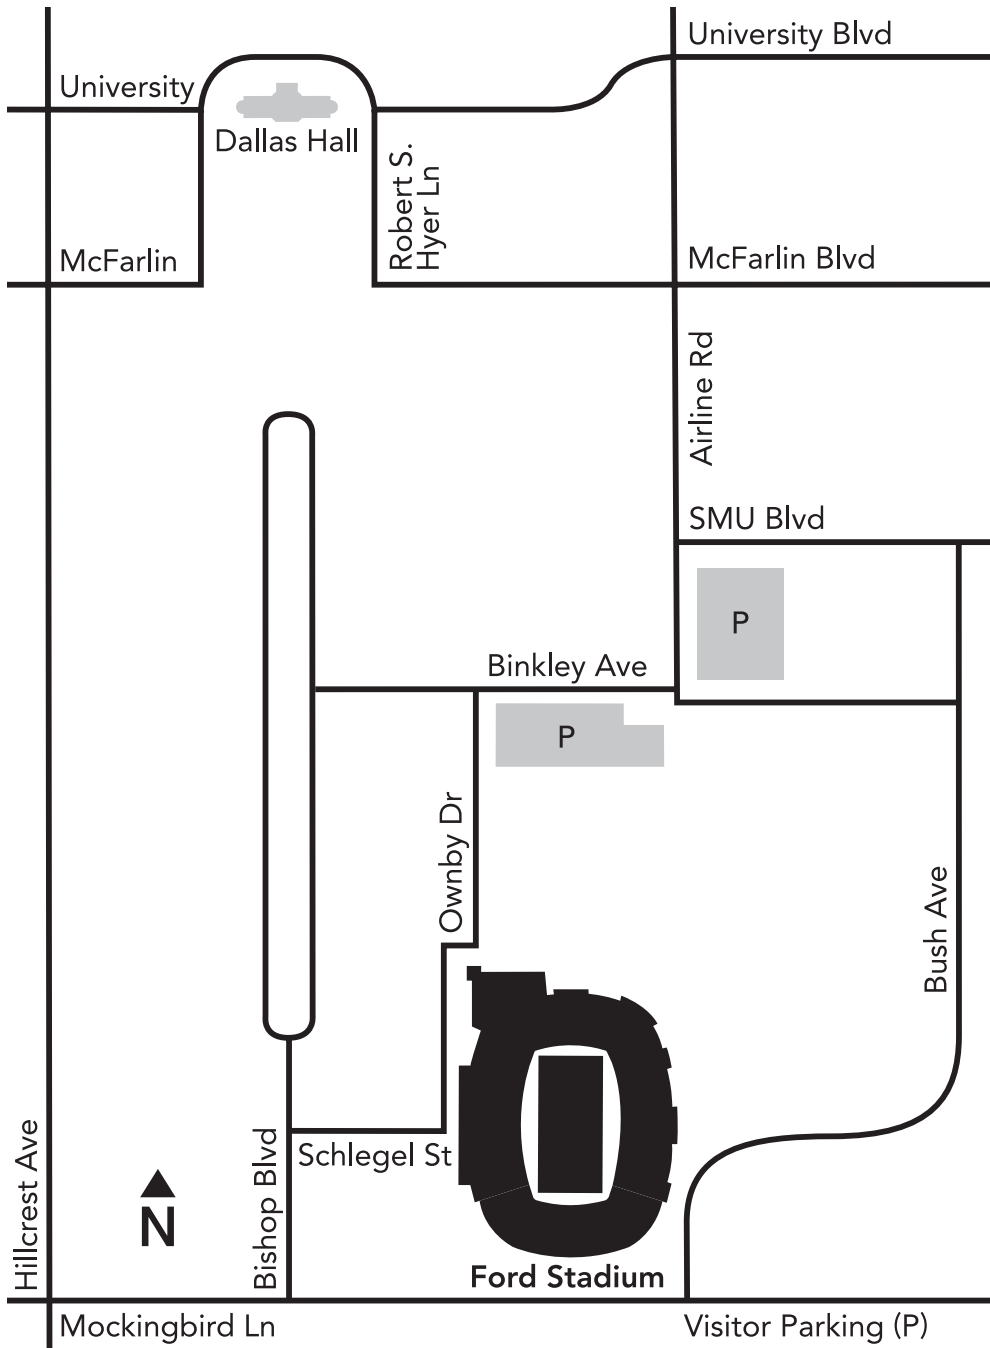 University Blvd
University
Dallas Hall
Robert S.
Hyer Ln
McFarlin
McFarlin Blvd
Airline Rd
SMU Blvd
P
Binkley Ave
P
Ownby Dr
Bush Ave
Hillcrest Ave
N
Bishop Blvd
Schlegel St
Ford Stadium
Mockingbird Ln
Visitor Parking (P)